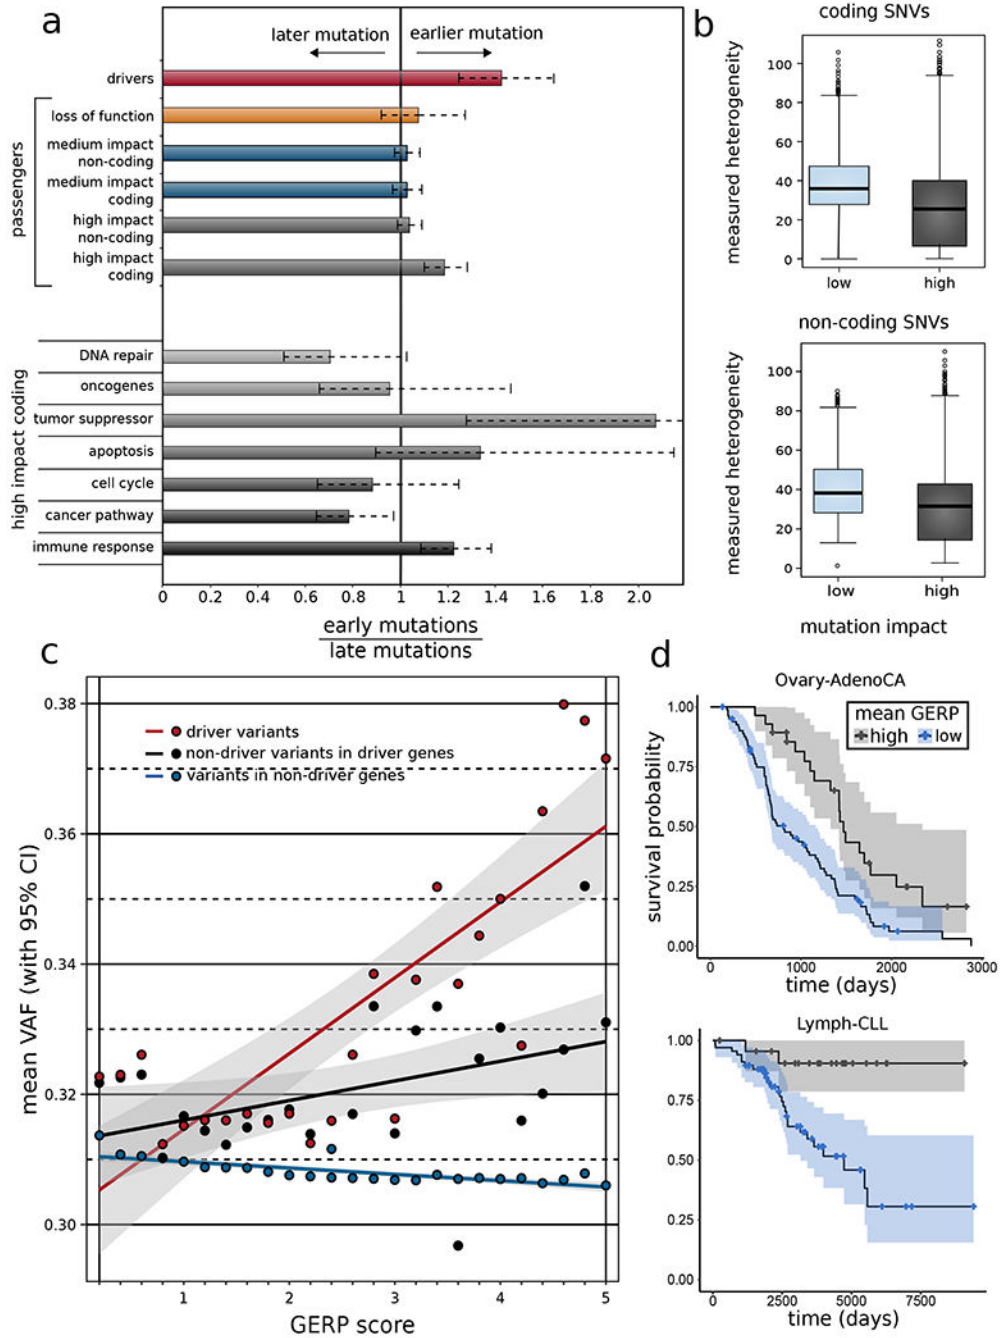 a
later mutation
earlier mutation
drivers
passengers
loss of function
medium impact
non-coding
medium impact
coding
high impact
non-coding
high impact
coding
high impact coding
DNA repair
oncogenes
tumor suppressor
apoptosis
cell cycle
cancer pathway
immune response
0 0.2 0.4 0.6 0.8 1 1.2 1.4 1.6 1.8 2.0
early mutations
late mutations
b
coding SNVs
measured heterogeneity
100
80
60
40
20
0
low high
non-coding SNVs
measured heterogeneity
100
80
60
40
20
0
low high
mutation impact
c
mean VAF (with 95% CI)
0.38
0.36
0.34
0.32
0.30
driver variants
non-driver variants in driver genes
variants in non-driver genes
1 2 3 4 5
GERP score
d
Ovary-AdenoCA
mean GERP
high low
survival probability
1.00
0.75
0.50
0.25
0.00
0 1000 2000 3000
time (days)
Lymph-CLL
1.00
0.75
0.50
0.25
0.00
0 2500 5000 7500
time (days)